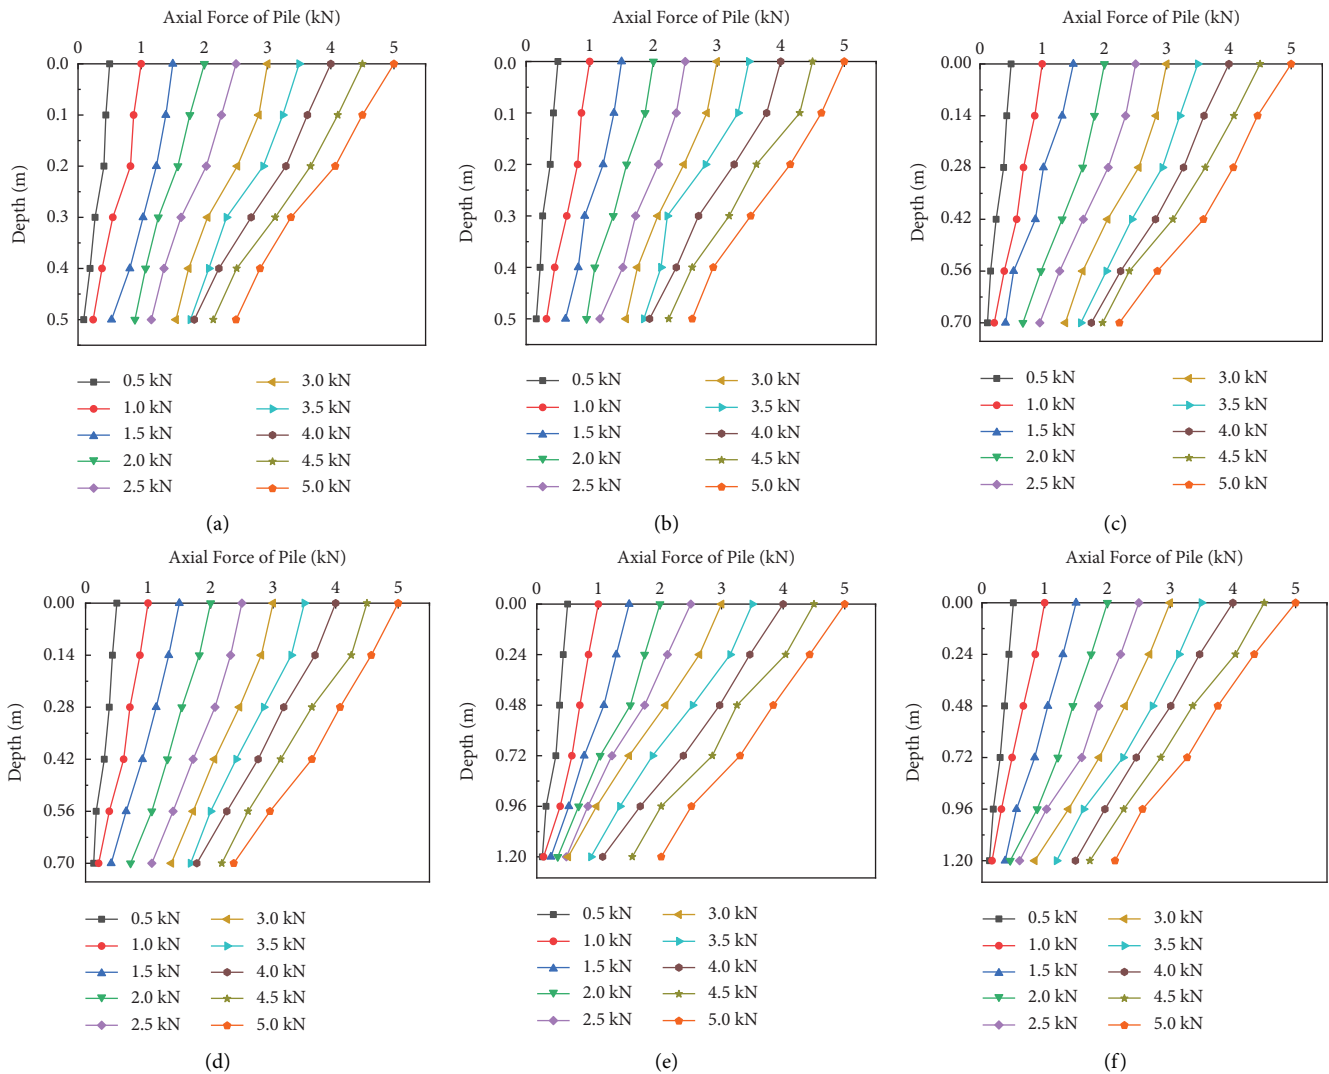 Axial Force of Pile (kN)
0 1 2 3 4 5
Depth (m)
0.0
0.1
0.2
0.3
0.4
0.5
0.5 kN 3.0 kN
1.0 kN 3.5 kN
1.5 kN 4.0 kN
2.0 kN 4.5 kN
2.5 kN 5.0 kN
(a)
Axial Force of Pile (kN)
0 1 2 3 4 5
Depth (m)
0.0
0.1
0.2
0.3
0.4
0.5
0.5 kN 3.0 kN
1.0 kN 3.5 kN
1.5 kN 4.0 kN
2.0 kN 4.5 kN
2.5 kN 5.0 kN
(b)
Axial Force of Pile (kN)
0 1 2 3 4 5
Depth (m)
0.00
0.14
0.28
0.42
0.56
0.70
0.5 kN 3.0 kN
1.0 kN 3.5 kN
1.5 kN 4.0 kN
2.0 kN 4.5 kN
2.5 kN 5.0 kN
(c)
Axial Force of Pile (kN)
0 1 2 3 4 5
Depth (m)
0.00
0.14
0.28
0.42
0.56
0.70
0.5 kN 3.0 kN
1.0 kN 3.5 kN
1.5 kN 4.0 kN
2.0 kN 4.5 kN
2.5 kN 5.0 kN
(d)
Axial Force of Pile (kN)
0 1 2 3 4 5
Depth (m)
0.00
0.24
0.48
0.72
0.96
1.20
0.5 kN 3.0 kN
1.0 kN 3.5 kN
1.5 kN 4.0 kN
2.0 kN 4.5 kN
2.5 kN 5.0 kN
(e)
Axial Force of Pile (kN)
0 1 2 3 4 5
Depth (m)
0.00
0.24
0.48
0.72
0.96
1.20
0.5 kN 3.0 kN
1.0 kN 3.5 kN
1.5 kN 4.0 kN
2.0 kN 4.5 kN
2.5 kN 5.0 kN
(f)